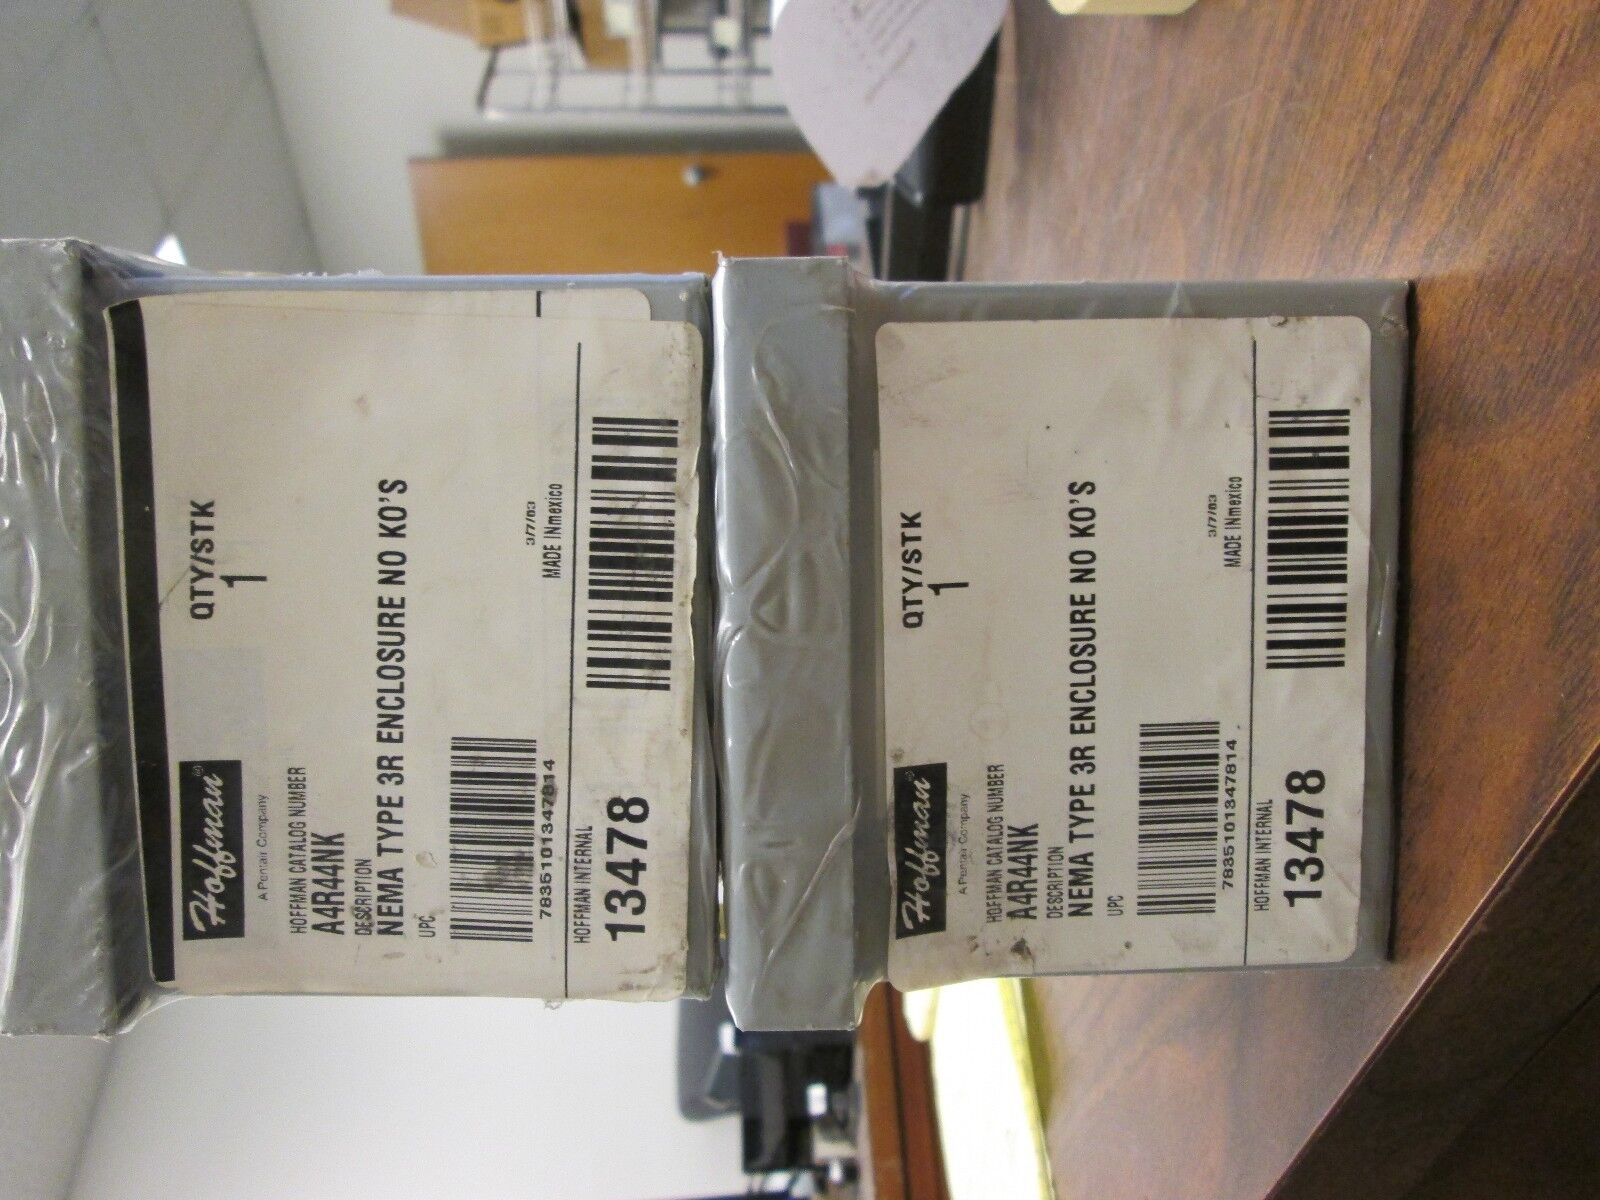 QTY/STK
1
Hoffman®
A Pentair Company
HOFFMAN CATALOG NUMBER
A4R44NK
DESCRIPTION
NEMA TYPE 3R ENCLOSURE NO KO'S
UPC
3/7/03
MADE INmexico
78351013478‌14
HOFFMAN INTERNAL
13478
QTY/STK
1
Hoffman®
A Pentair Company
HOFFMAN CATALOG NUMBER
A4R44NK
DESCRIPTION
NEMA TYPE 3R ENCLOSURE NO KO'S
UPC
3/7/03
MADE INmexico
783510134781‌4
HOFFMAN INTERNAL
13478